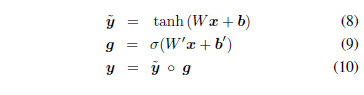 ỹ = tanh (Wx + b) (8)
g = σ(W′x + b′) (9)
y = ỹ ∘ g (10)